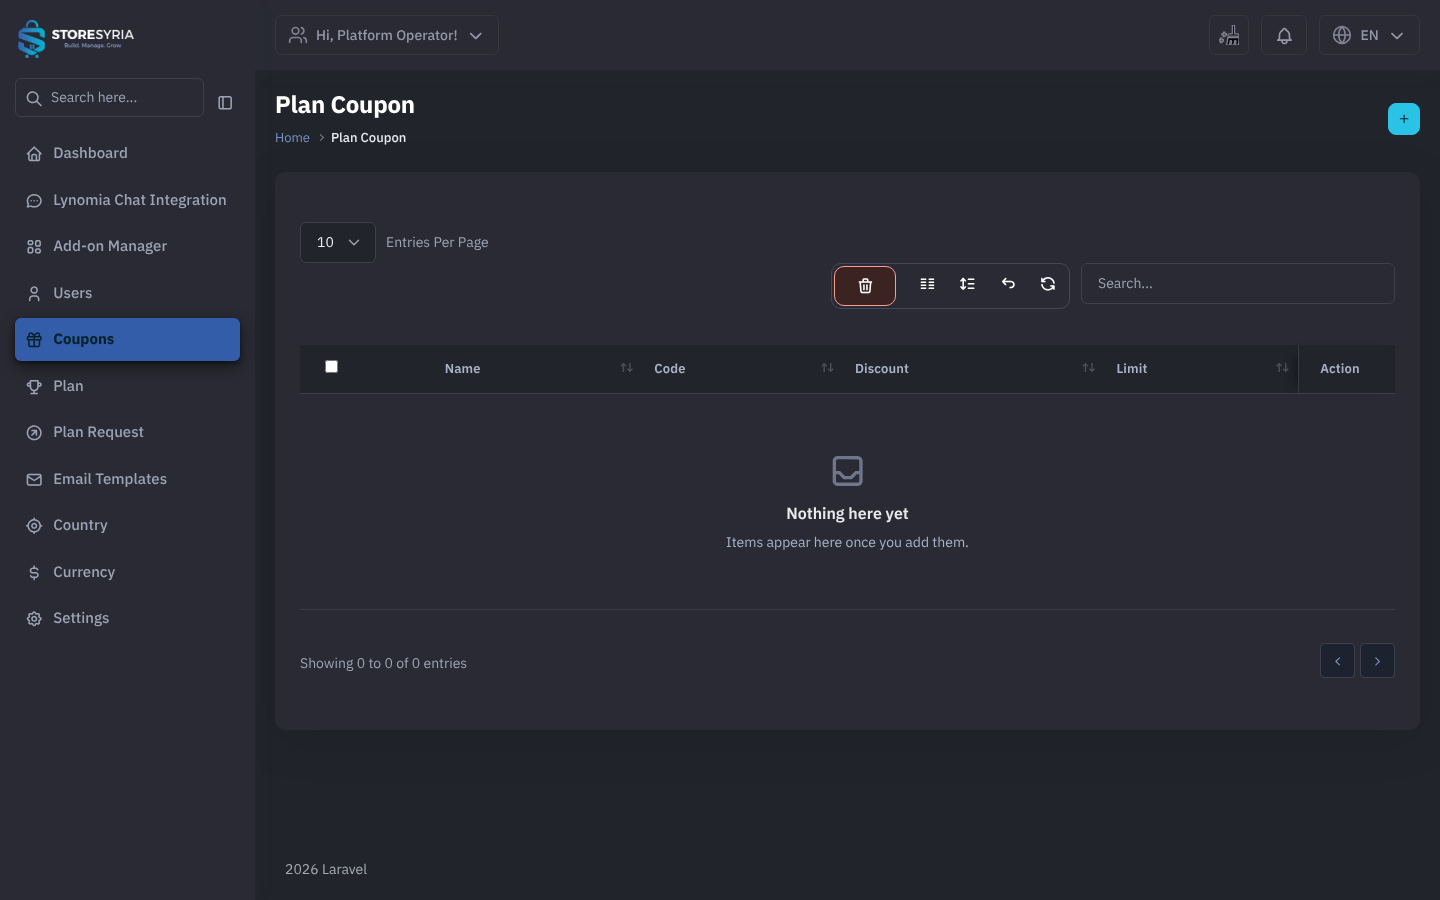 STORESYRIA
Build. Manage. Grow
Hi, Platform Operator!
EN
Search here...
Dashboard
Lynomia Chat Integration
Add-on Manager
Users
Coupons
Plan
Plan Request
Email Templates
Country
Currency
Settings
Plan Coupon
Home > Plan Coupon
+
10 Entries Per Page
Search...
Name Code Discount Limit Action
Nothing here yet
Items appear here once you add them.
Showing 0 to 0 of 0 entries
2026 Laravel